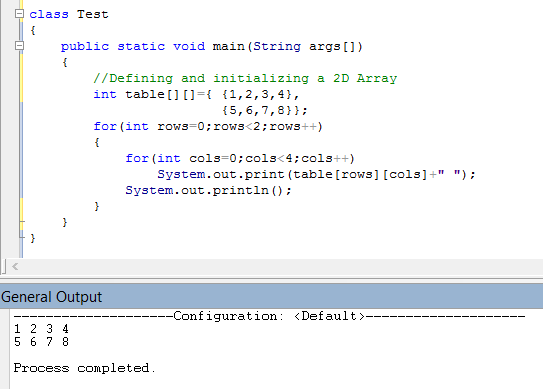 class Test
{
    public static void main(String args[])
    {
        //Defining and initializing a 2D Array
        int table[][]={ {1,2,3,4},
                        {5,6,7,8}};
        for(int rows=0;rows<2;rows++)
        {
            for(int cols=0;cols<4;cols++)
                System.out.print(table[rows][cols]+" ");
            System.out.println();
        }
    }
}
General Output
--------------------Configuration: <Default>--------------------
1 2 3 4
5 6 7 8
Process completed.